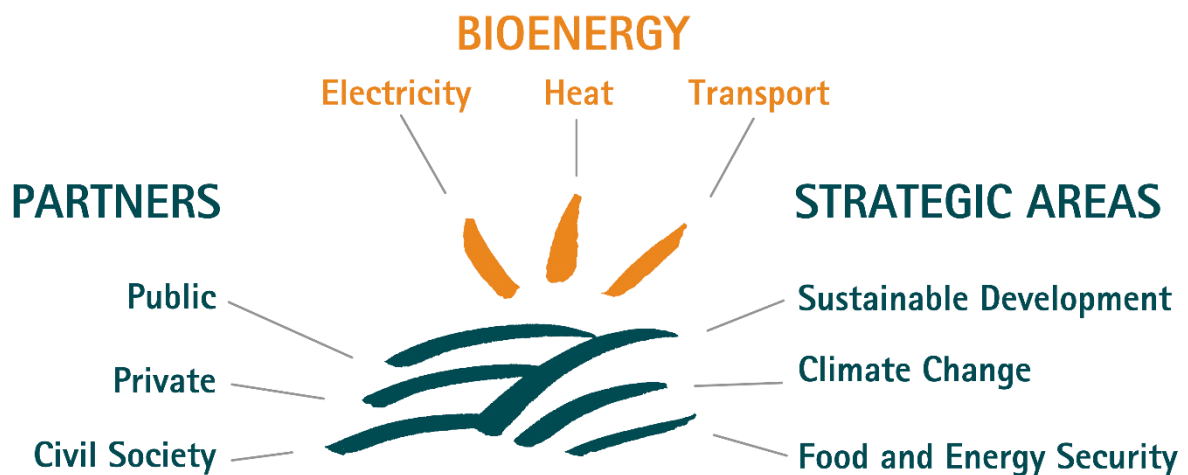 BIOENERGY
Electricity Heat Transport
PARTNERS
Public
Private
Civil Society
STRATEGIC AREAS
Sustainable Development
Climate Change
Food and Energy Security